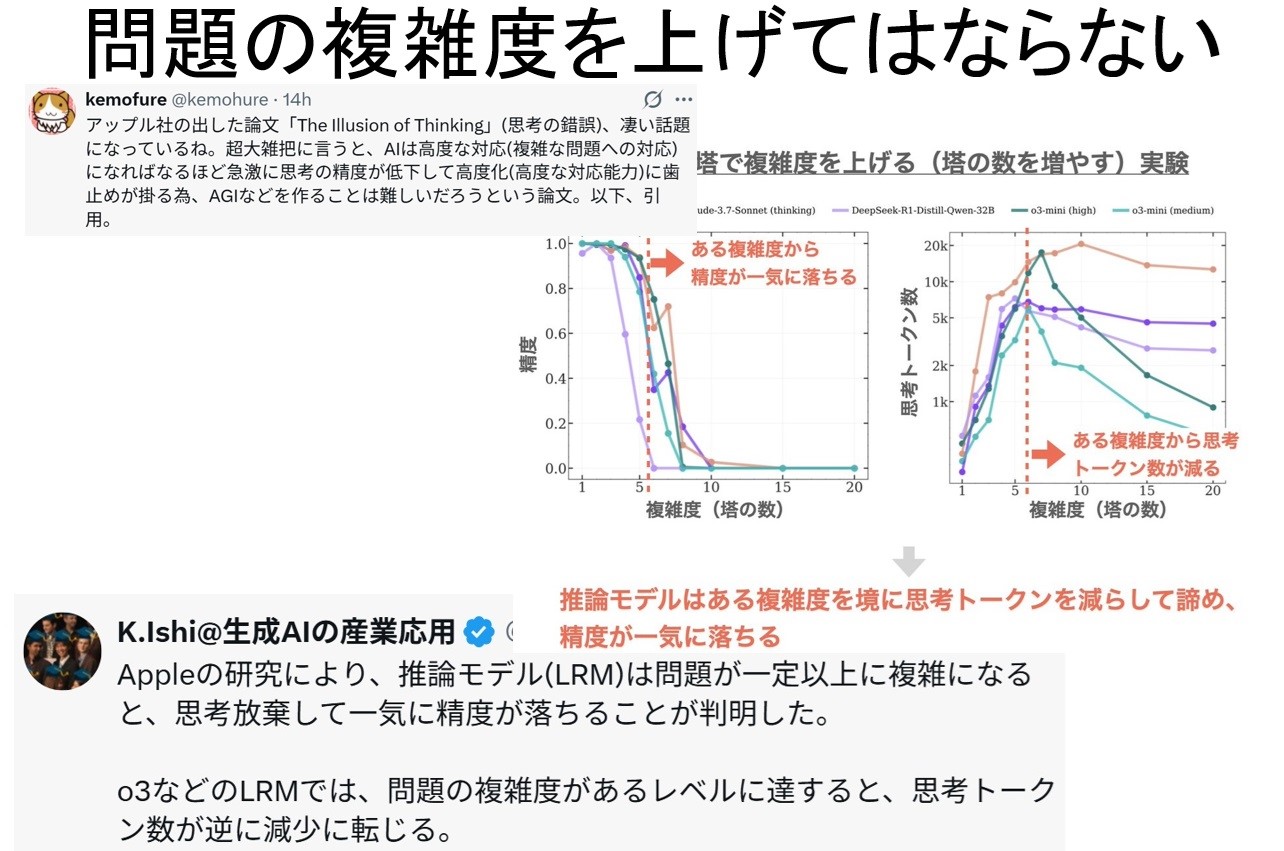 問題の複雑度を上げてはならない
kemofure @kemohure · 14h
アップル社の出した論文「The Illusion of Thinking」(思考の錯誤)、凄い話題
になっているね。超大雑把に言うと、AIは高度な対応(複雑な問題への対応)
になればなるほど急激に思考の精度が低下して高度化(高度な対応能力)に歯
止めが掛る為、AGIなどを作ることは難しいだろうという論文。以下、引
用。
塔で複雑度を上げる（塔の数を増やす）実験
ude-3.7-Sonnet (thinking) DeepSeek-R1-Distill-Qwen-32B o3-mini (high) o3-mini (medium)
ある複雑度から
精度が一気に落ちる
精度
1.0
0.8
0.6
0.4
0.2
0.0
1 5 10 15 20
複雑度（塔の数）
思考トークン数
20k
10k
5k
2k
1k
ある複雑度から思考
トークン数が減る
1 5 10 15 20
複雑度（塔の数）
推論モデルはある複雑度を境に思考トークンを減らして諦め、
精度が一気に落ちる
K.Ishi@生成AIの産業応用
Appleの研究により、推論モデル(LRM)は問題が一定以上に複雑になる
と、思考放棄して一気に精度が落ちることが判明した。
o3などのLRMでは、問題の複雑度があるレベルに達すると、思考トーク
ン数が逆に減少に転じる。